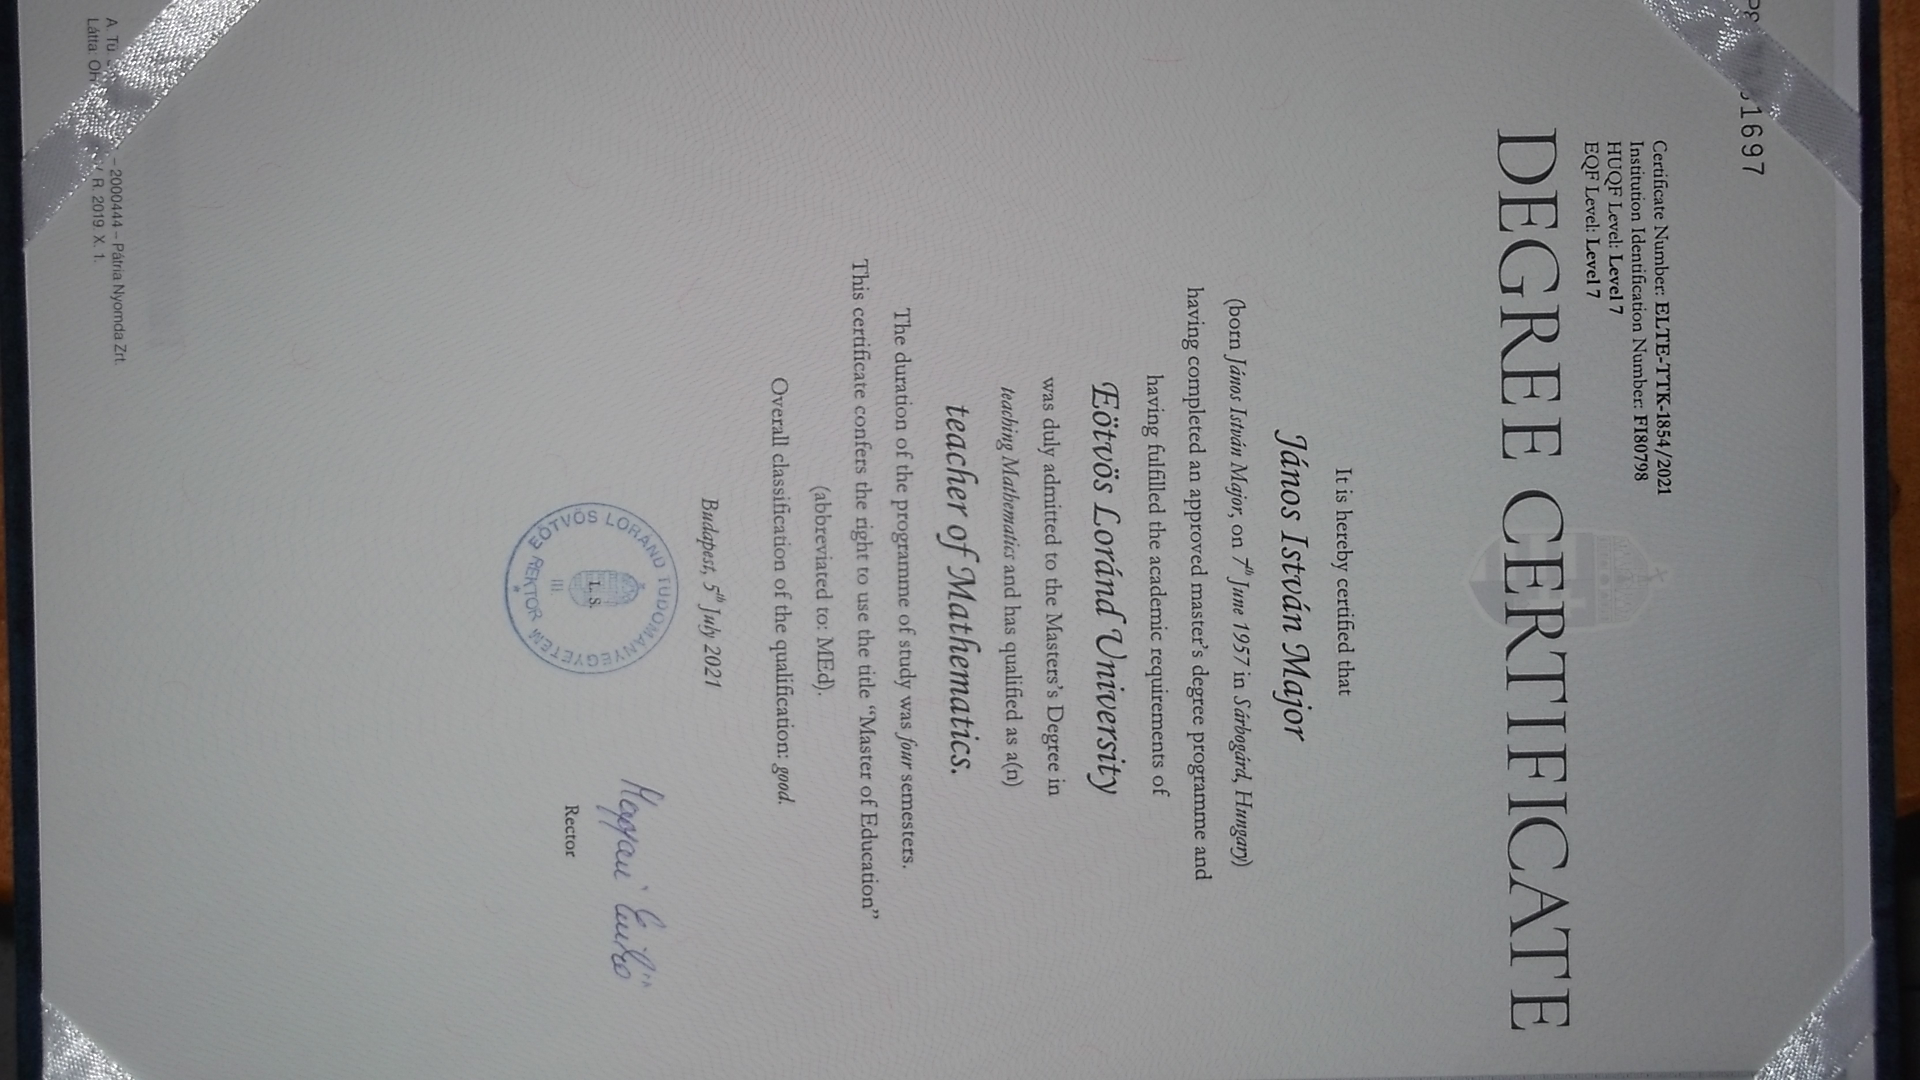 1697
Certificate Number: ELTE-TTK-1854/2021
Institution Identification Number: FI80798
HUQF Level: Level 7
EQF Level: Level 7
DEGREE CERTIFICATE
It is hereby certified that
János István Major
(born János István Major, on 7th June 1957 in Sárbogárd, Hungary)
having completed an approved master's degree programme and
having fulfilled the academic requirements of
Eötvös Loránd University
was duly admitted to the Masters's Degree in
teaching Mathematics and has qualified as a(n)
teacher of Mathematics.
The duration of the programme of study was four semesters.
This certificate confers the right to use the title “Master of Education”
(abbreviated to: MEd).
Overall classification of the qualification: good.
Budapest, 5th July 2021
EÖTVÖS LORÁND TUDOMÁNYEGYETEM
REKTOR
III.
L. S.
Rector
A. Tü. – 2000444 – Pátria Nyomda Zrt.
Látta: R. 2019. X. 1.